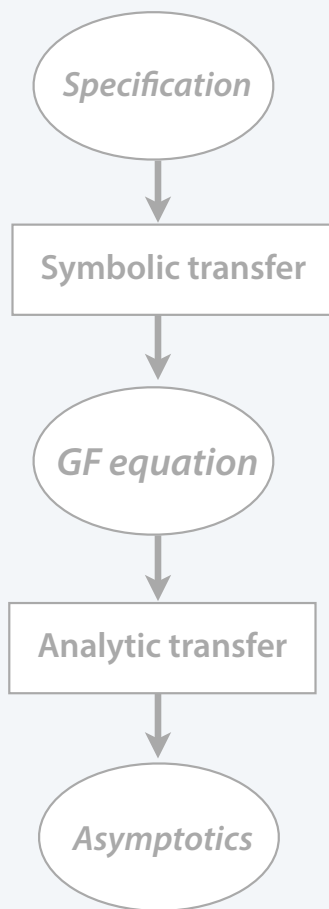 Specification
Symbolic transfer
GF equation
Analytic transfer
Asymptotics